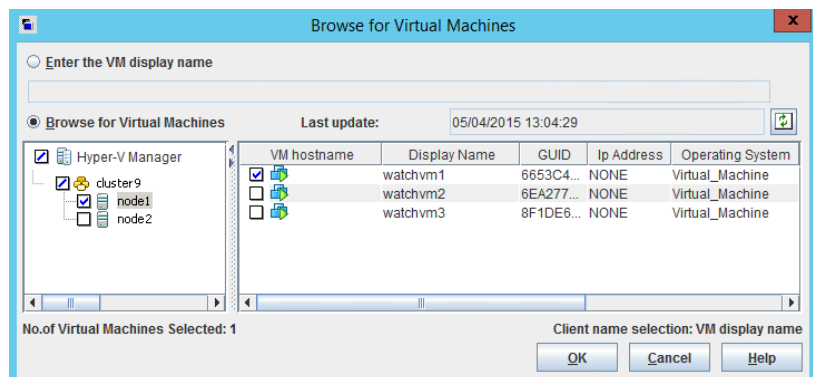 Browse for Virtual Machines
x
Enter the VM display name
Browse for Virtual Machines Last update: 05/04/2015 13:04:29
Hyper-V Manager
cluster9
node1
node2
VM hostname Display Name GUID Ip Address Operating System
watchvm1 6653C4... NONE Virtual_Machine
watchvm2 6EA277... NONE Virtual_Machine
watchvm3 8F1DE6... NONE Virtual_Machine
No.of Virtual Machines Selected: 1 Client name selection: VM display name
OK Cancel Help